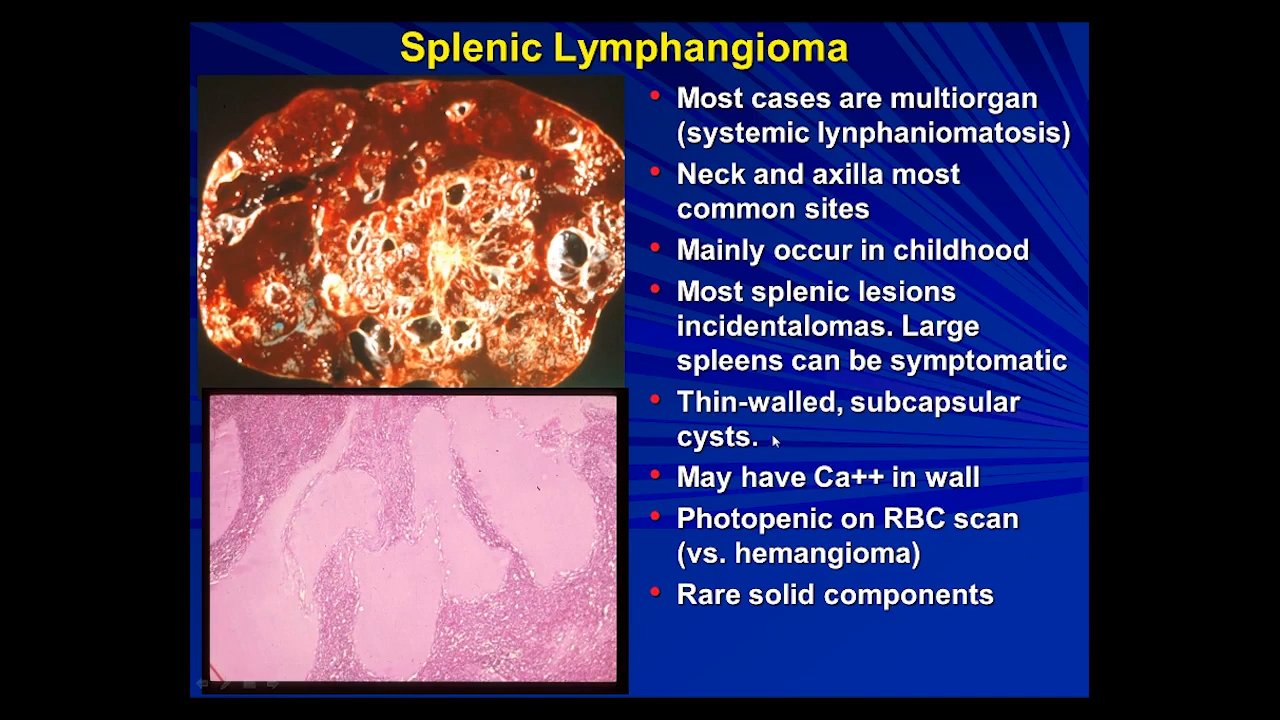 Splenic Lymphangioma
• Most cases are multiorgan
(systemic lynphaniomatosis)
• Neck and axilla most
common sites
• Mainly occur in childhood
• Most splenic lesions
incidentalomas. Large
spleens can be symptomatic
• Thin-walled, subcapsular
cysts.
• May have Ca++ in wall
• Photopenic on RBC scan
(vs. hemangioma)
• Rare solid components